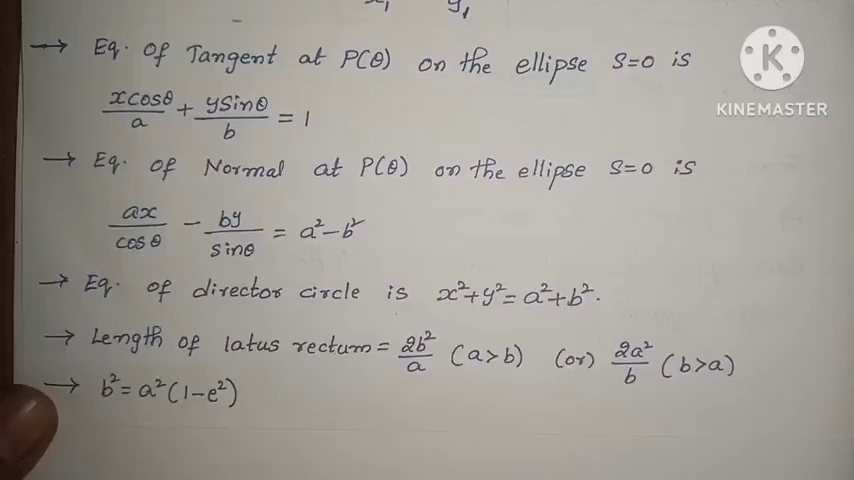 x₁ y₁
→ Eq. of Tangent at P(θ) on the ellipse S=0 is
xcosθ/a + ysinθ/b = 1
→ Eq. of Normal at P(θ) on the ellipse S=0 is
ax/cosθ - by/sinθ = a²-b²
→ Eq. of director circle is x²+y²=a²+b².
→ Length of latus rectum = 2b²/a (a>b) (or) 2a²/b (b>a)
→ b²=a²(1-e²)
K
KINEMASTER